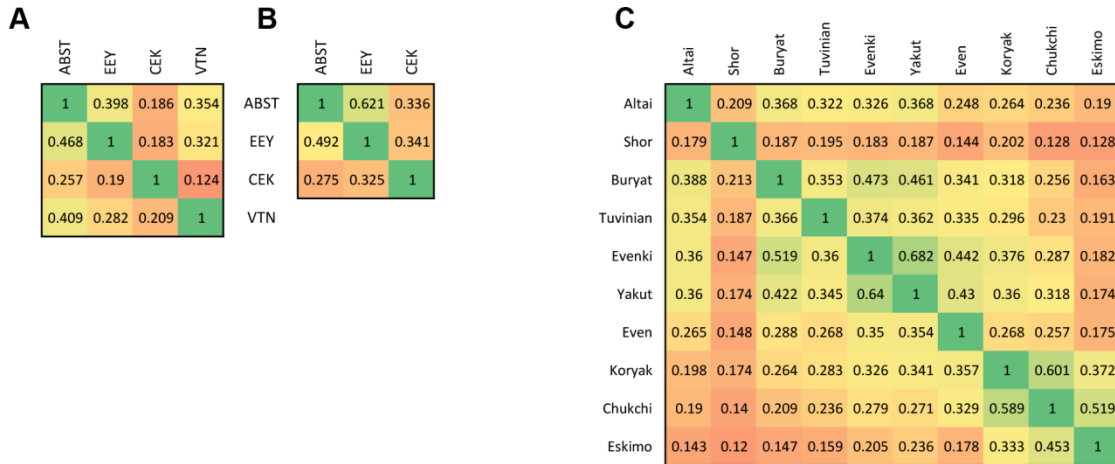 A
ABST EEY CEK VTN
1 0.398 0.186 0.354
0.468 1 0.183 0.321
0.257 0.19 1 0.124
0.409 0.282 0.209 1
B
ABST EEY CEK
ABST 1 0.621 0.336
EEY 0.492 1 0.341
CEK 0.275 0.325 1
VTN
C
Altai Shor Buryat Tuvinian Evenki Yakut Even Koryak Chukchi Eskimo
Altai 1 0.209 0.368 0.322 0.326 0.368 0.248 0.264 0.236 0.19
Shor 0.179 1 0.187 0.195 0.183 0.187 0.144 0.202 0.128 0.128
Buryat 0.388 0.213 1 0.353 0.473 0.461 0.341 0.318 0.256 0.163
Tuvinian 0.354 0.187 0.366 1 0.374 0.362 0.335 0.296 0.23 0.191
Evenki 0.36 0.147 0.519 0.36 1 0.682 0.442 0.376 0.287 0.182
Yakut 0.36 0.174 0.422 0.345 0.64 1 0.43 0.36 0.318 0.174
Even 0.265 0.148 0.288 0.268 0.35 0.354 1 0.268 0.257 0.175
Koryak 0.198 0.174 0.264 0.283 0.326 0.341 0.357 1 0.601 0.372
Chukchi 0.19 0.14 0.209 0.236 0.279 0.271 0.329 0.589 1 0.519
Eskimo 0.143 0.12 0.147 0.159 0.205 0.236 0.178 0.333 0.453 1